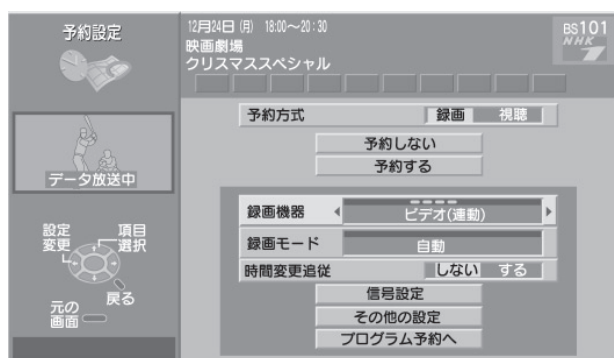 予約設定
12月24日(月) 18:00～20:30
映画劇場
クリスマススペシャル
BS101
NHK
7
予約方式 録画 視聴
予約しない
予約する
データ放送中
録画機器 ビデオ(連動)
録画モード 自動
時間変更追従 しない する
信号設定
その他の設定
プログラム予約へ
設定変更
項目選択
戻る
元の画面